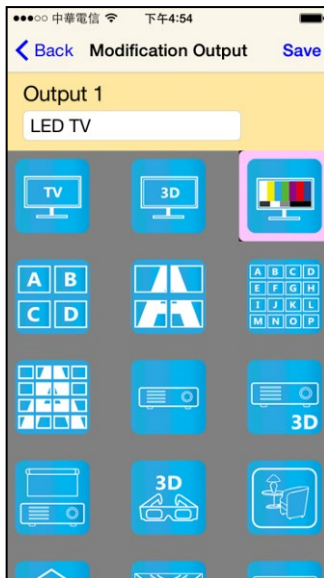 ●●●○○ 中華電信 下午4:54
Back Modification Output Save
Output 1
LED TV
TV 3D
A B
C D
A B C D
E F G H
I J K L
M N O P
3D
3D